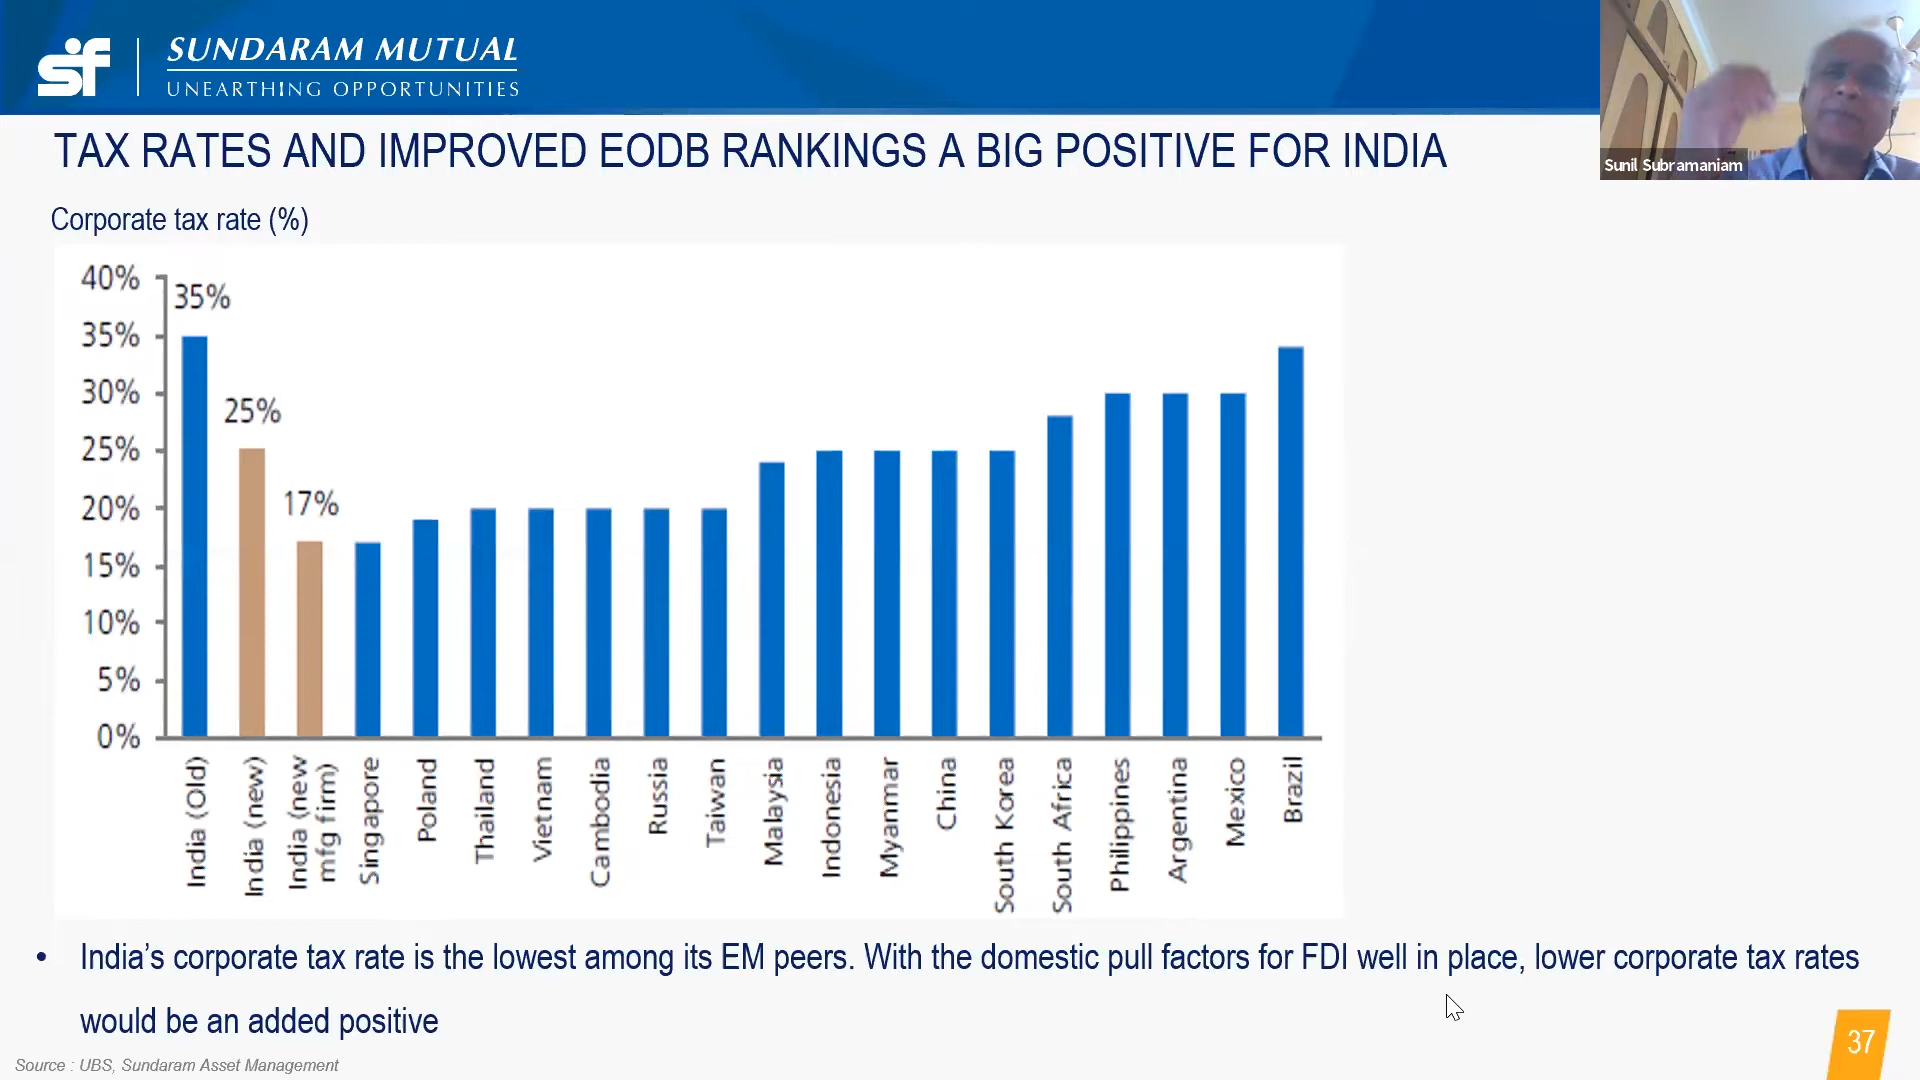 sf
SUNDARAM MUTUAL
UNEARTHING OPPORTUNITIES
Sunil Subramaniam
TAX RATES AND IMPROVED EODB RANKINGS A BIG POSITIVE FOR INDIA
Corporate tax rate (%)
40%
35%
30%
25%
20%
15%
10%
5%
0%
35%
25%
17%
India (Old)
India (new)
India (new
mfg firm)
Singapore
Poland
Thailand
Vietnam
Cambodia
Russia
Taiwan
Malaysia
Indonesia
Myanmar
China
South Korea
South Africa
Philippines
Argentina
Mexico
Brazil
• India’s corporate tax rate is the lowest among its EM peers. With the domestic pull factors for FDI well in place, lower corporate tax rates
would be an added positive
Source : UBS, Sundaram Asset Management
37